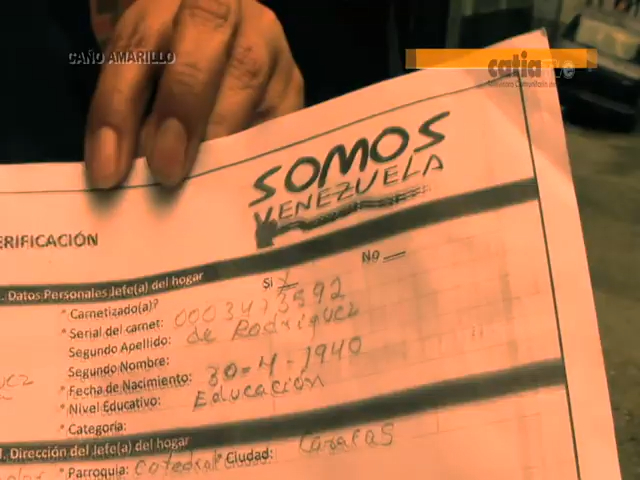 CAÑO AMARILLO
catiatve
SOMOS
VENEZUELA
ERIFICACIÓN
Datos Personales Jefe(a) del hogar
* Carnetizado(a)? Si X No
* Serial del carnet: 0003473592
Segundo Apellido: de Rodriguez
Segundo Nombre:
* Fecha de Nacimiento: 30-4-1940
* Nivel Educativo: Educación
* Categoría:
I. Dirección del Jefe(a) del hogar
* Parroquia: Catedral * Ciudad: Caracas